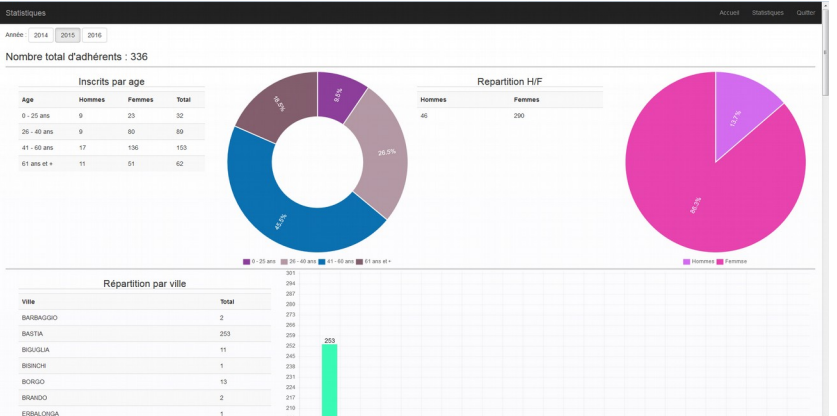 Statistiques Accueil Statistiques Quitter
Année : 2014 2015 2016
Nombre total d'adhérents : 336
Inscrits par age
Age Hommes Femmes Total
0 - 25 ans 9 23 32
26 - 40 ans 9 80 89
41 - 60 ans 17 136 153
61 ans et + 11 51 62
9.5%
26.5%
45.5%
18.5%
0 - 25 ans 26 - 40 ans 41 - 60 ans 61 ans et +
Repartition H/F
Hommes Femmes
46 290
13.7%
86.3%
Hommes Femmes
Répartition par ville
Ville Total
BARBAGGIO 2
BASTIA 253
BIGUGLIA 11
BISINCHI 1
BORGO 13
BRANDO 2
ERBALONGA 1
301
294
287
280
273
266
259
252
245
238
231
224
217
210
253